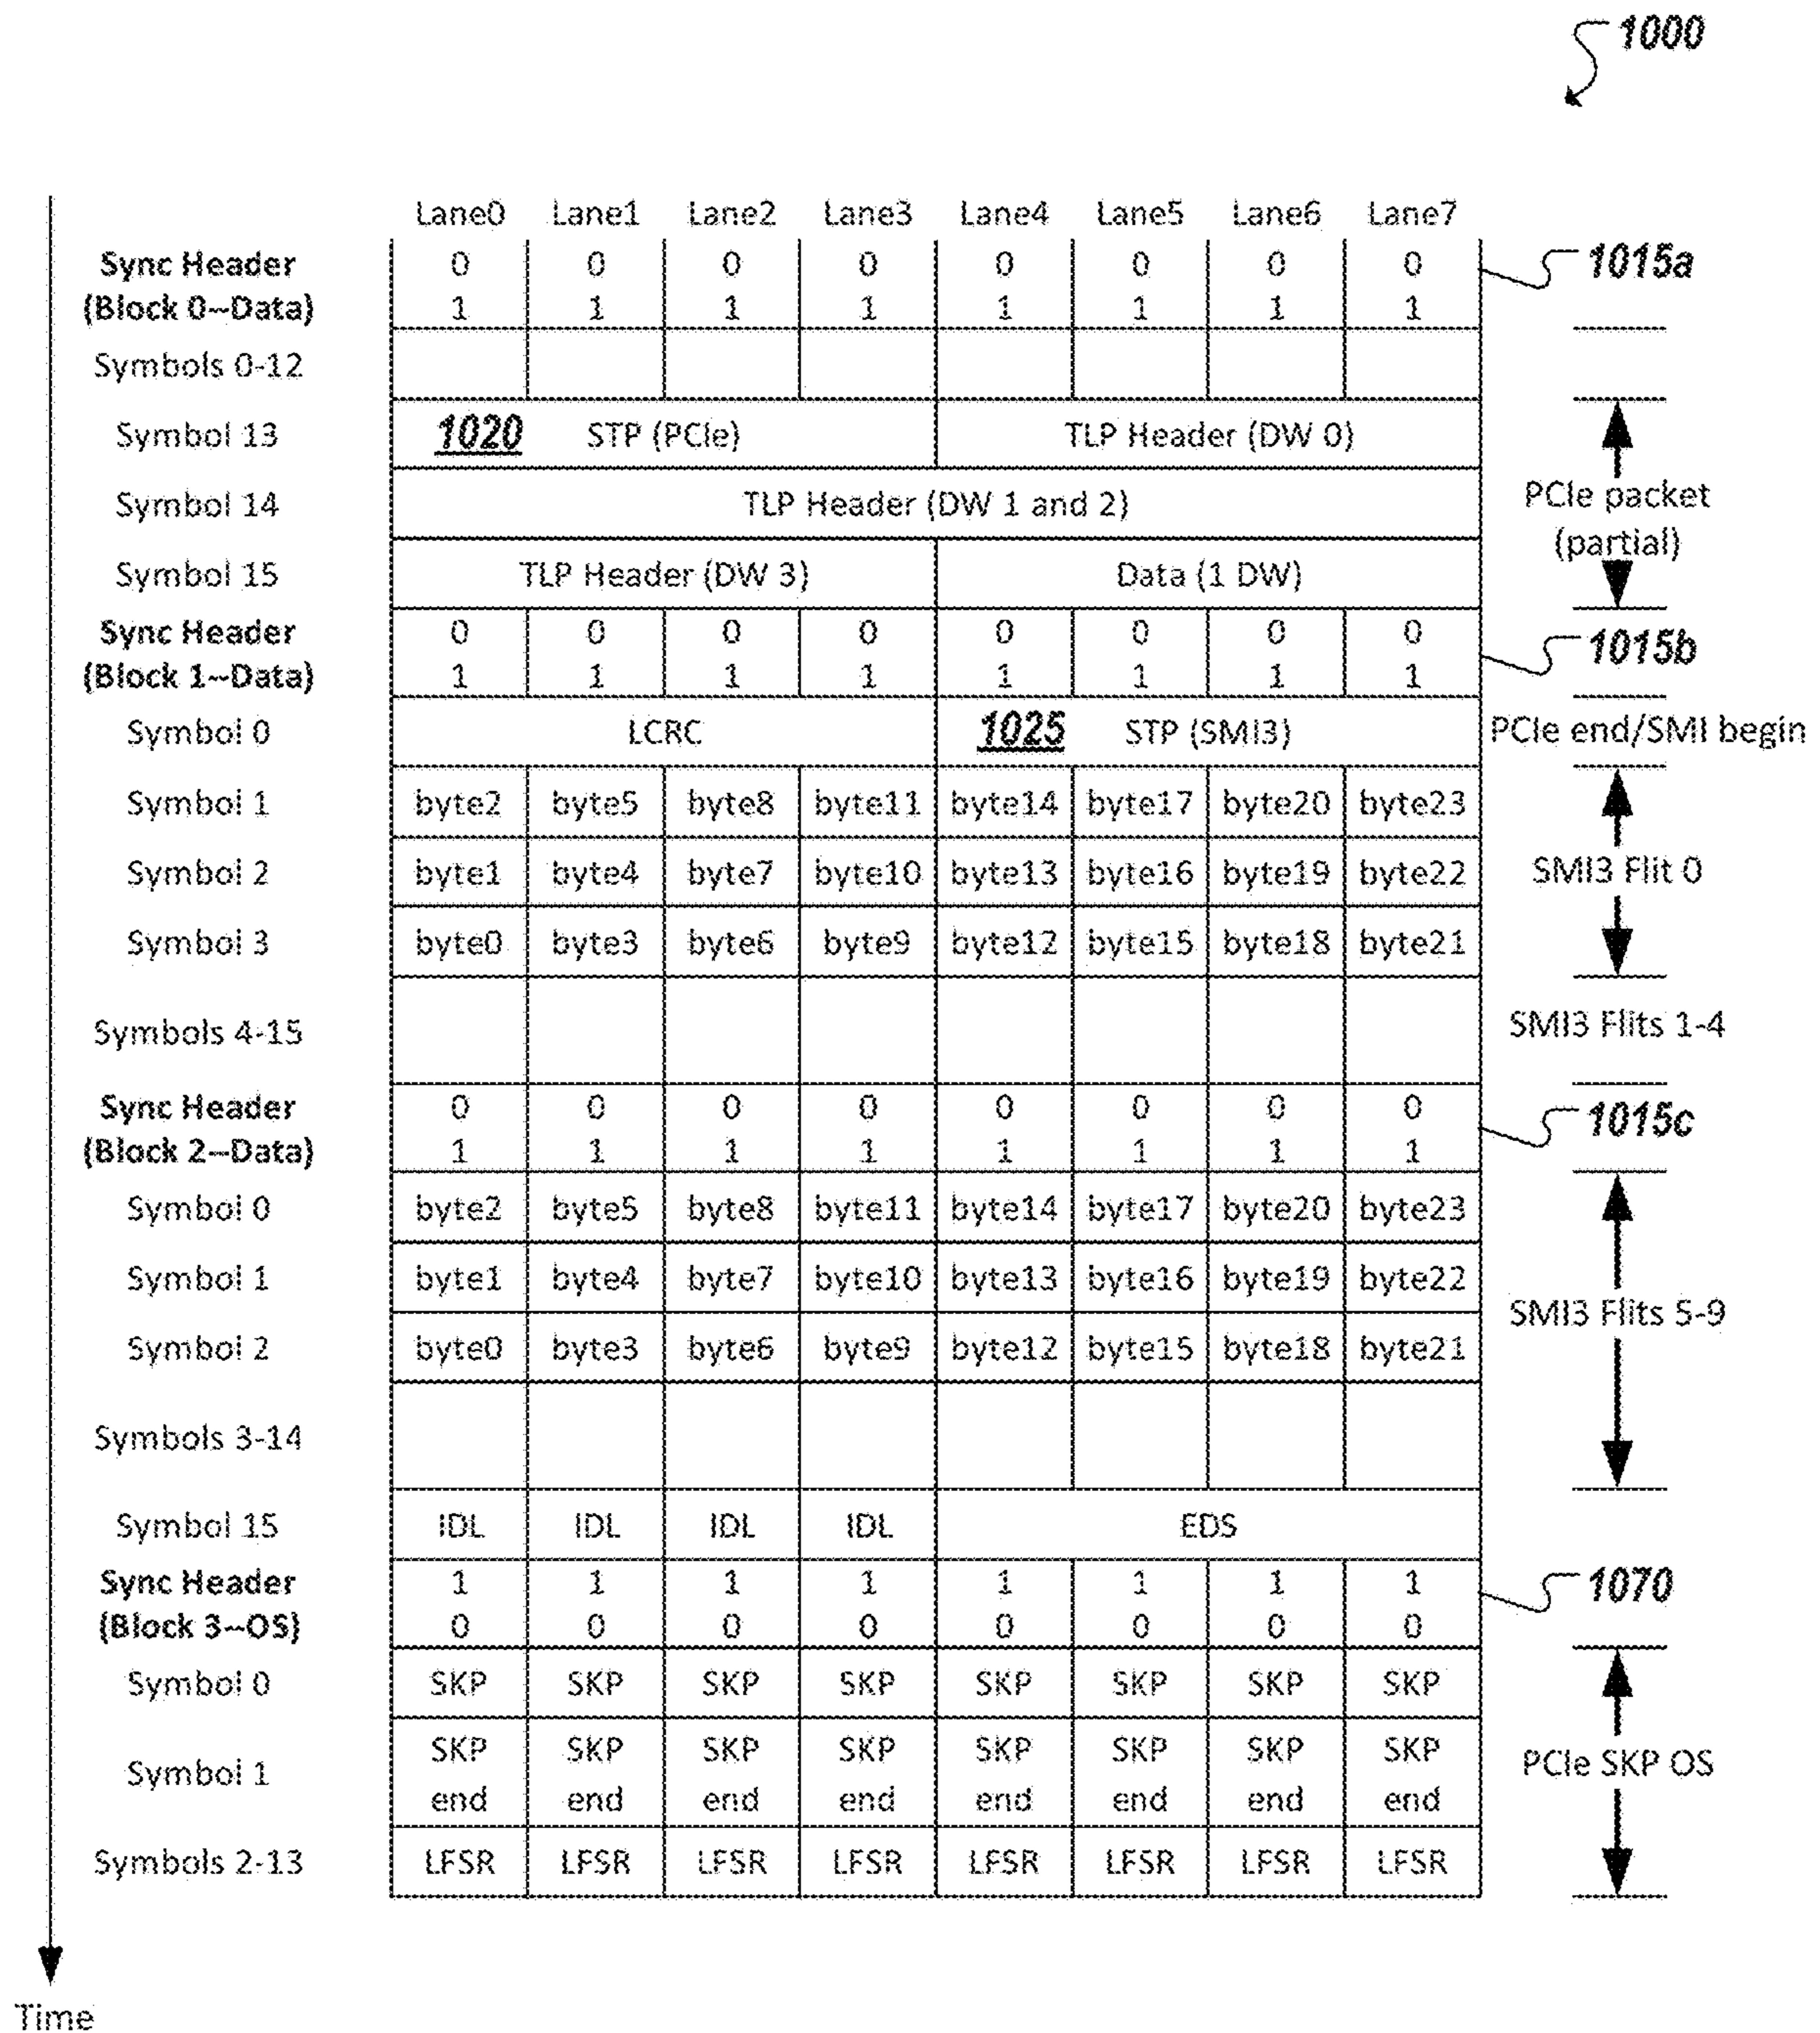 1000
Lane0 Lane1 Lane2 Lane3 Lane4 Lane5 Lane6 Lane7
Sync Header 0 0 0 0 0 0 0 0 1015a
(Block 0--Data) 1 1 1 1 1 1 1 1
Symbols 0-12
Symbol 13 1020 STP (PCIe) TLP Header (DW 0)
Symbol 14 TLP Header (DW 1 and 2) PCIe packet
(partial)
Symbol 15 TLP Header (DW 3) Data (1 DW)
Sync Header 0 0 0 0 0 0 0 0 1015b
(Block 1--Data) 1 1 1 1 1 1 1 1
Symbol 0 LCRC 1025 STP (SMI3) PCIe end/SMI begin
Symbol 1 byte2 byte5 byte8 byte11 byte14 byte17 byte20 byte23
Symbol 2 byte1 byte4 byte7 byte10 byte13 byte16 byte19 byte22 SMI3 Flit 0
Symbol 3 byte0 byte3 byte6 byte9 byte12 byte15 byte18 byte21
Symbols 4-15 SMI3 Flits 1-4
Sync Header 0 0 0 0 0 0 0 0 1015c
(Block 2--Data) 1 1 1 1 1 1 1 1
Symbol 0 byte2 byte5 byte8 byte11 byte14 byte17 byte20 byte23
Symbol 1 byte1 byte4 byte7 byte10 byte13 byte16 byte19 byte22
SMI3 Flits 5-9
Symbol 2 byte0 byte3 byte6 byte9 byte12 byte15 byte18 byte21
Symbols 3-14
Symbol 15 IDL IDL IDL IDL EDS
Sync Header 1 1 1 1 1 1 1 1 1070
(Block 3--OS) 0 0 0 0 0 0 0 0
Symbol 0 SKP SKP SKP SKP SKP SKP SKP SKP
SKP SKP SKP SKP SKP SKP SKP SKP
Symbol 1 PCIe SKP OS
end end end end end end end end
Symbols 2-13 LFSR LFSR LFSR LFSR LFSR LFSR LFSR LFSR
Time